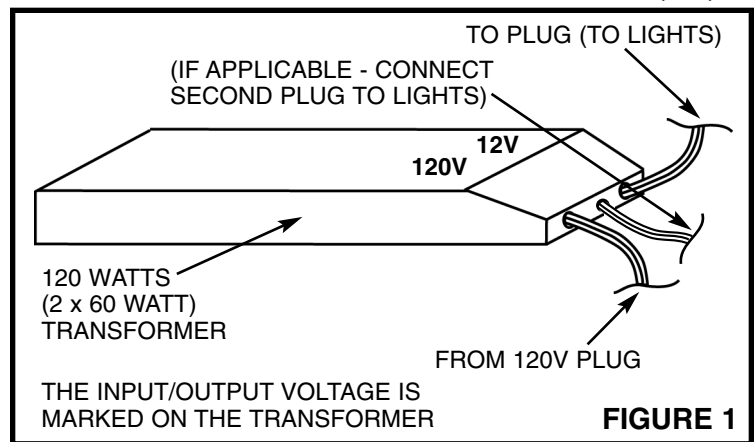 TO PLUG (TO LIGHTS)
(IF APPLICABLE - CONNECT
SECOND PLUG TO LIGHTS)
12V
120V
120 WATTS
(2 x 60 WATT)
TRANSFORMER
FROM 120V PLUG
THE INPUT/OUTPUT VOLTAGE IS
MARKED ON THE TRANSFORMER
FIGURE 1